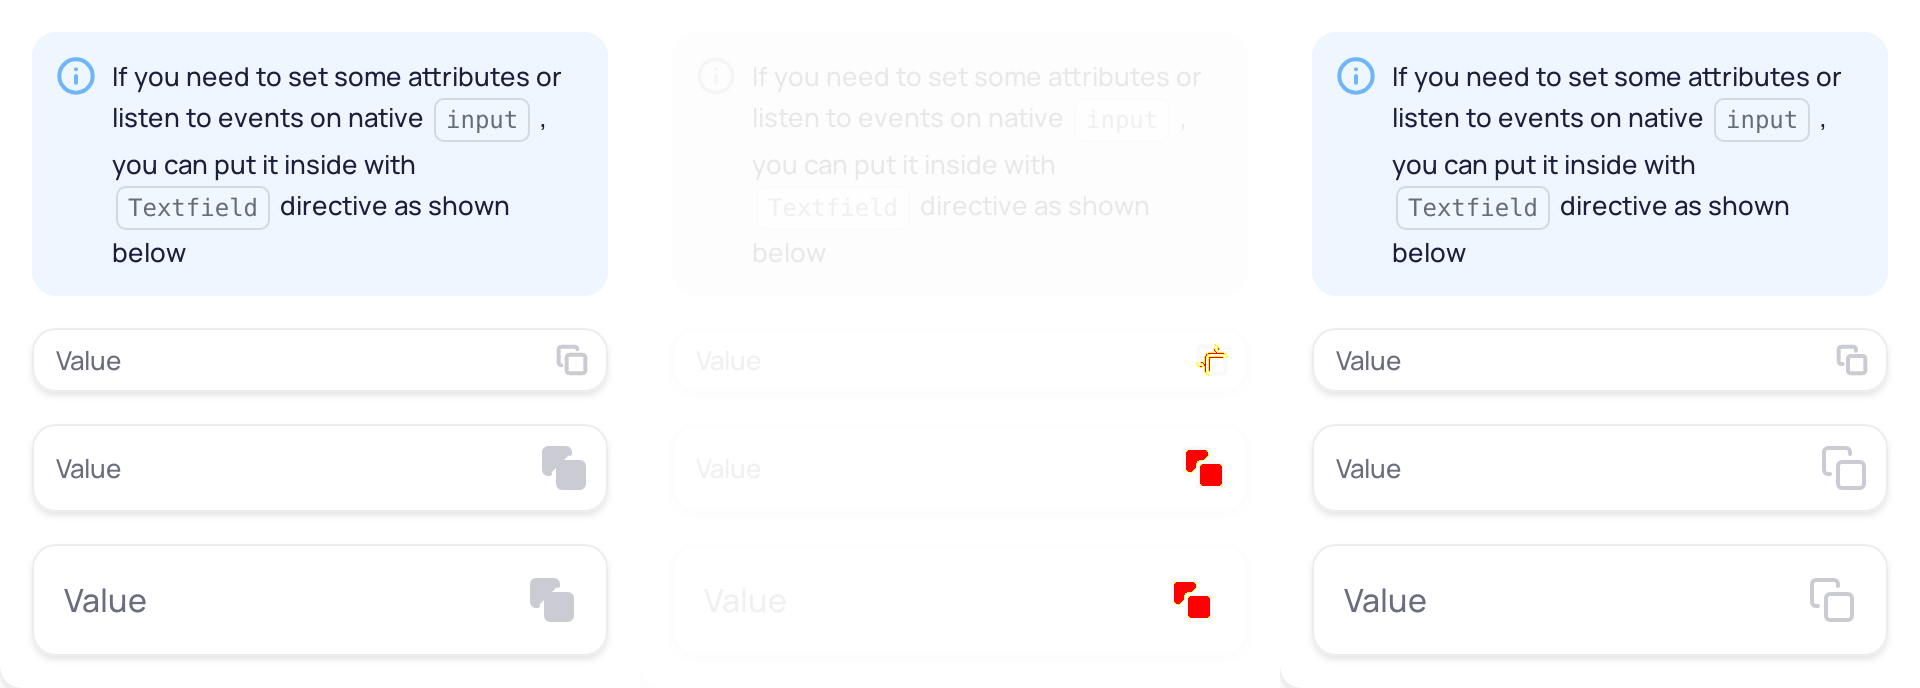 If you need to set some attributes or
listen to events on native input ,
you can put it inside with
Textfield directive as shown
below
Value
Value
Value
If you need to set some attributes or
listen to events on native input ,
you can put it inside with
Textfield directive as shown
below
Value
Value
Value
If you need to set some attributes or
listen to events on native input ,
you can put it inside with
Textfield directive as shown
below
Value
Value
Value